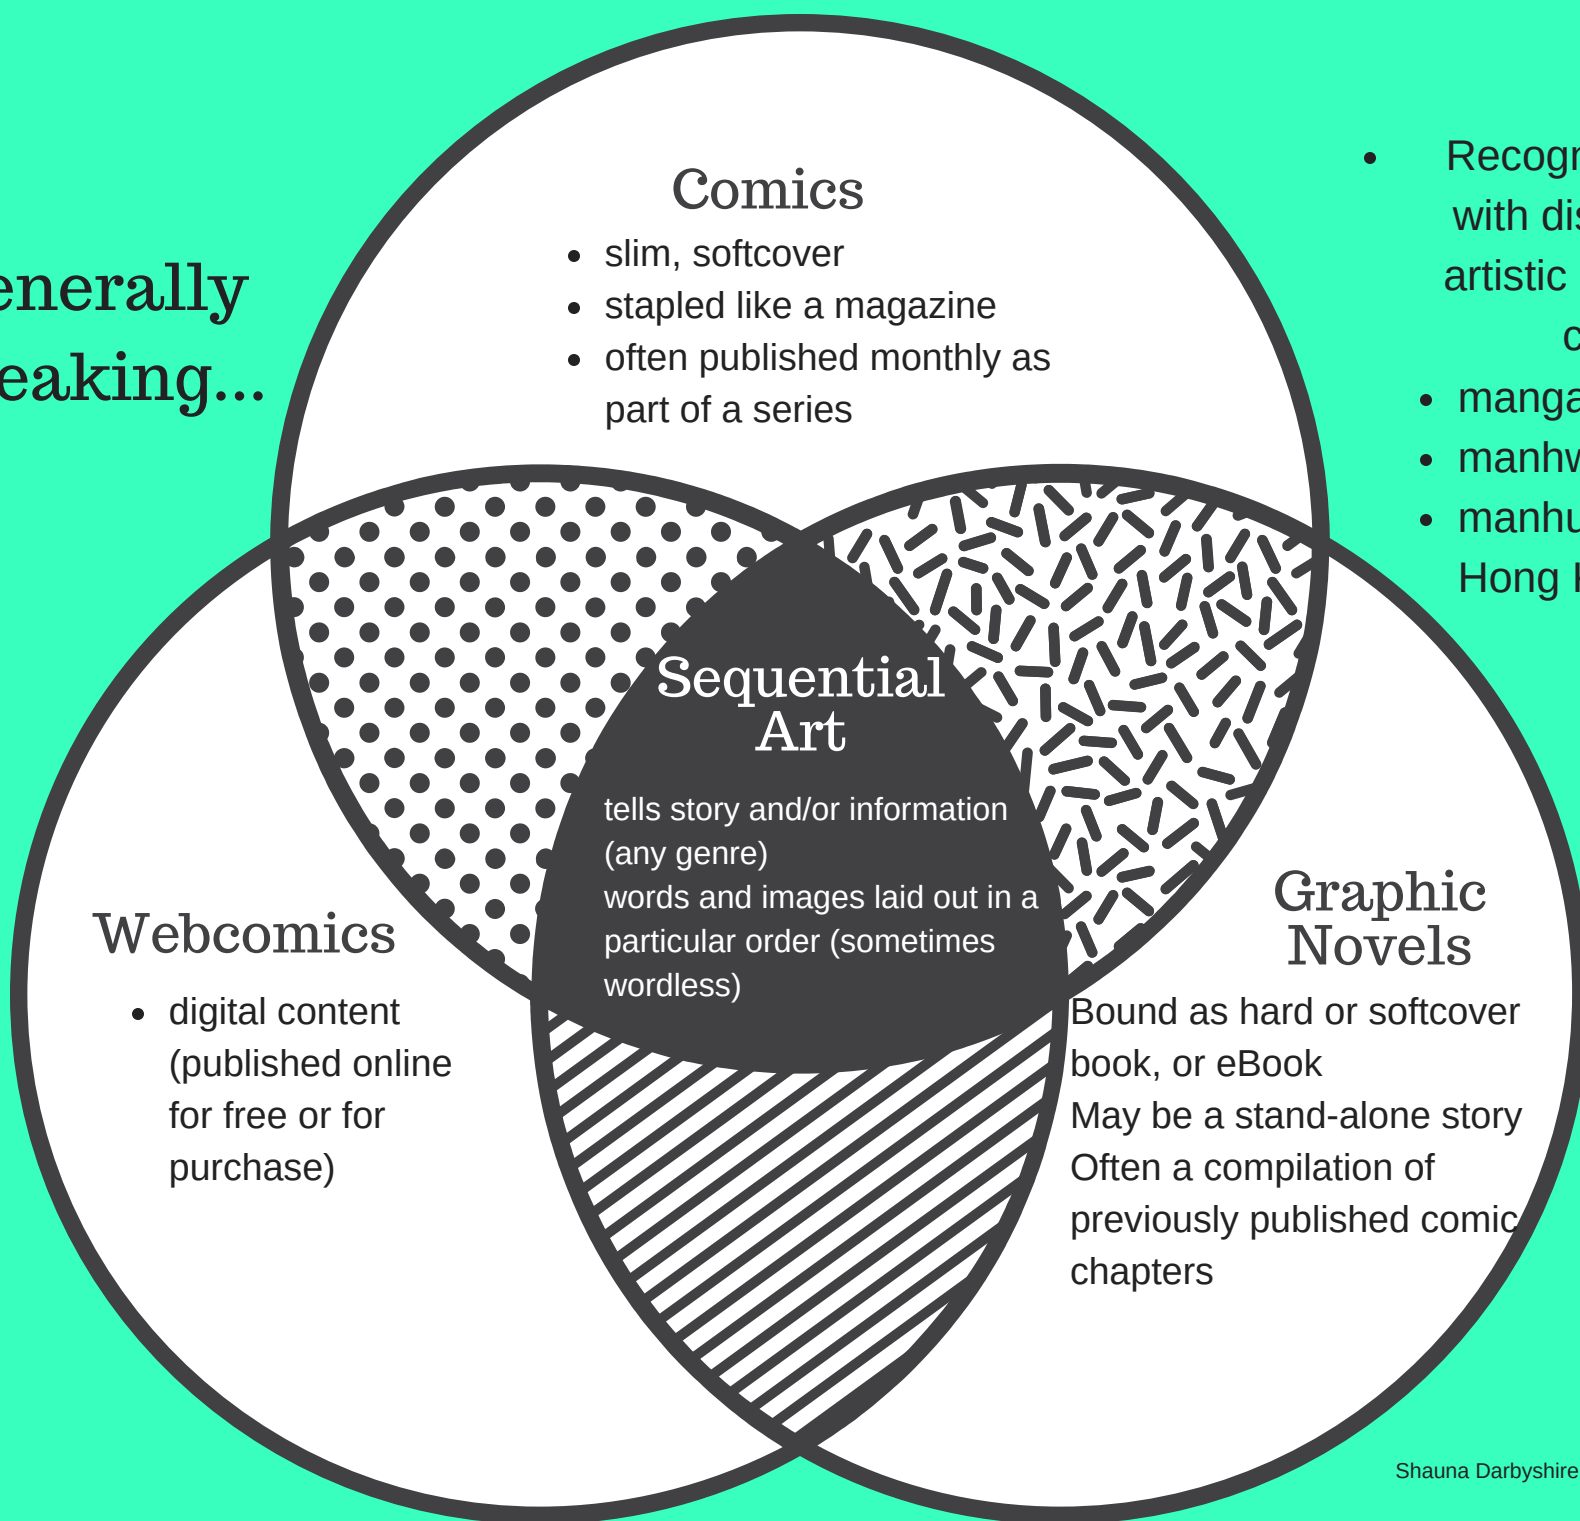 enerally
eaking...
Comics
• slim, softcover
• stapled like a magazine
• often published monthly as
part of a series
•
with
artistic
Hong
Sequential
Art
tells story and/or information
(any genre)
words and images laid out in a
particular order (sometimes
wordless)
Webcomics
• digital content
(published online
for free or for
purchase)
Graphic
Novels
Bound as hard or softcover
book, or eBook
May be a stand-alone story
Often a compilation of
previously published comic
chapters
Shauna Darbyshire